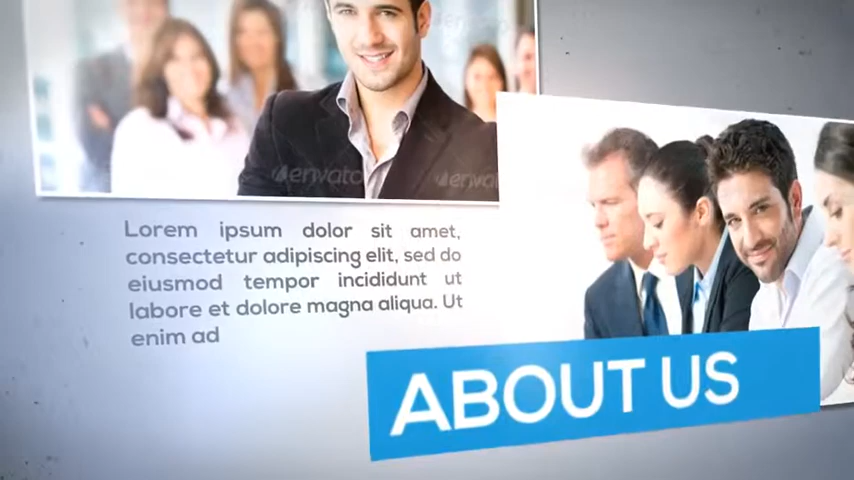 envato
envato
Lorem ipsum dolor sit amet,
consectetur adipiscing elit, sed do
eiusmod tempor incididunt ut
labore et dolore magna aliqua. Ut
enim ad
ABOUT US